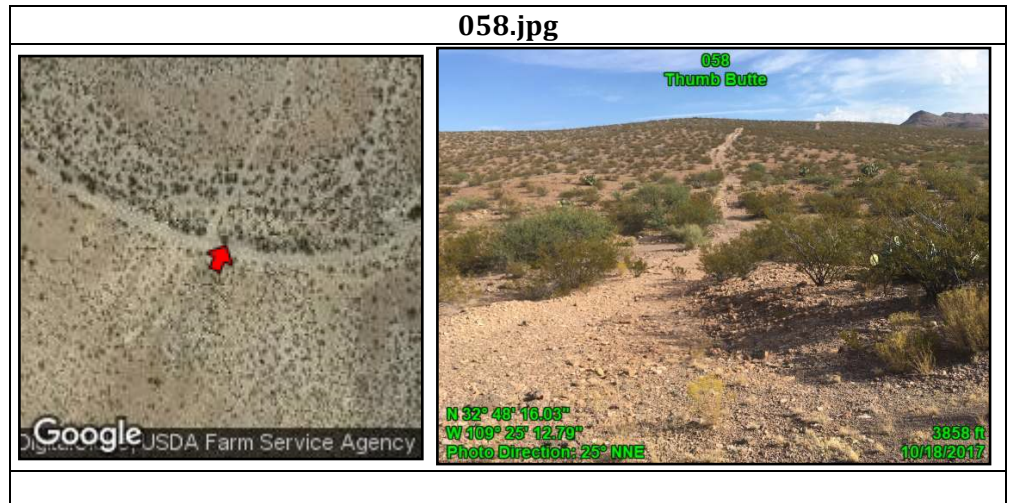 058.jpg
058
Thumb Butte
Google
USDA Farm Service Agency
N 32° 48' 16.03"
W 109° 25' 12.79"
Photo Direction: 25° NNE
3858 ft
10/18/2017